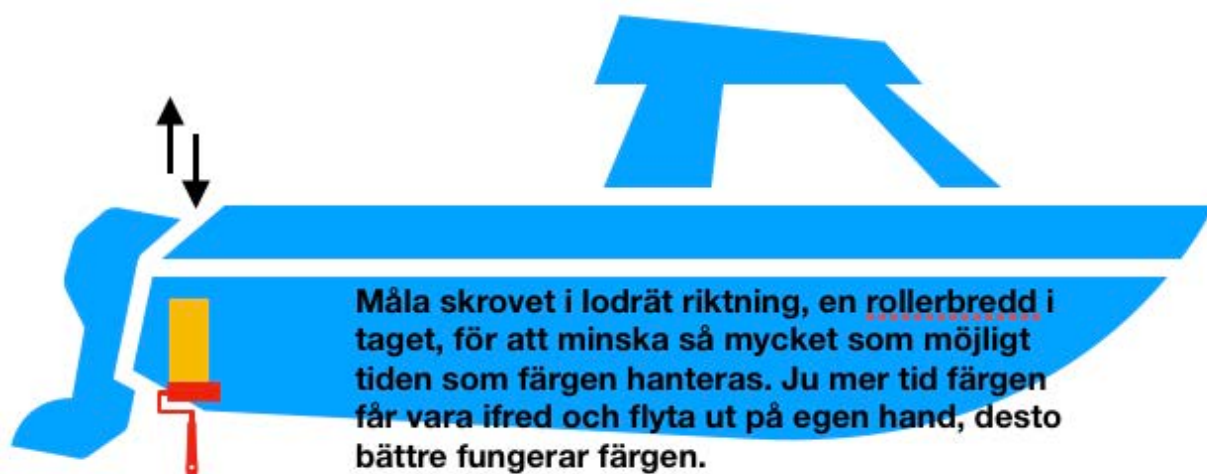 Måla skrovet i lodrät riktning, en rollerbredd i
taget, för att minska så mycket som möjligt
tiden som färgen hanteras. Ju mer tid färgen
får vara ifred och flyta ut på egen hand, desto
bättre fungerar färgen.